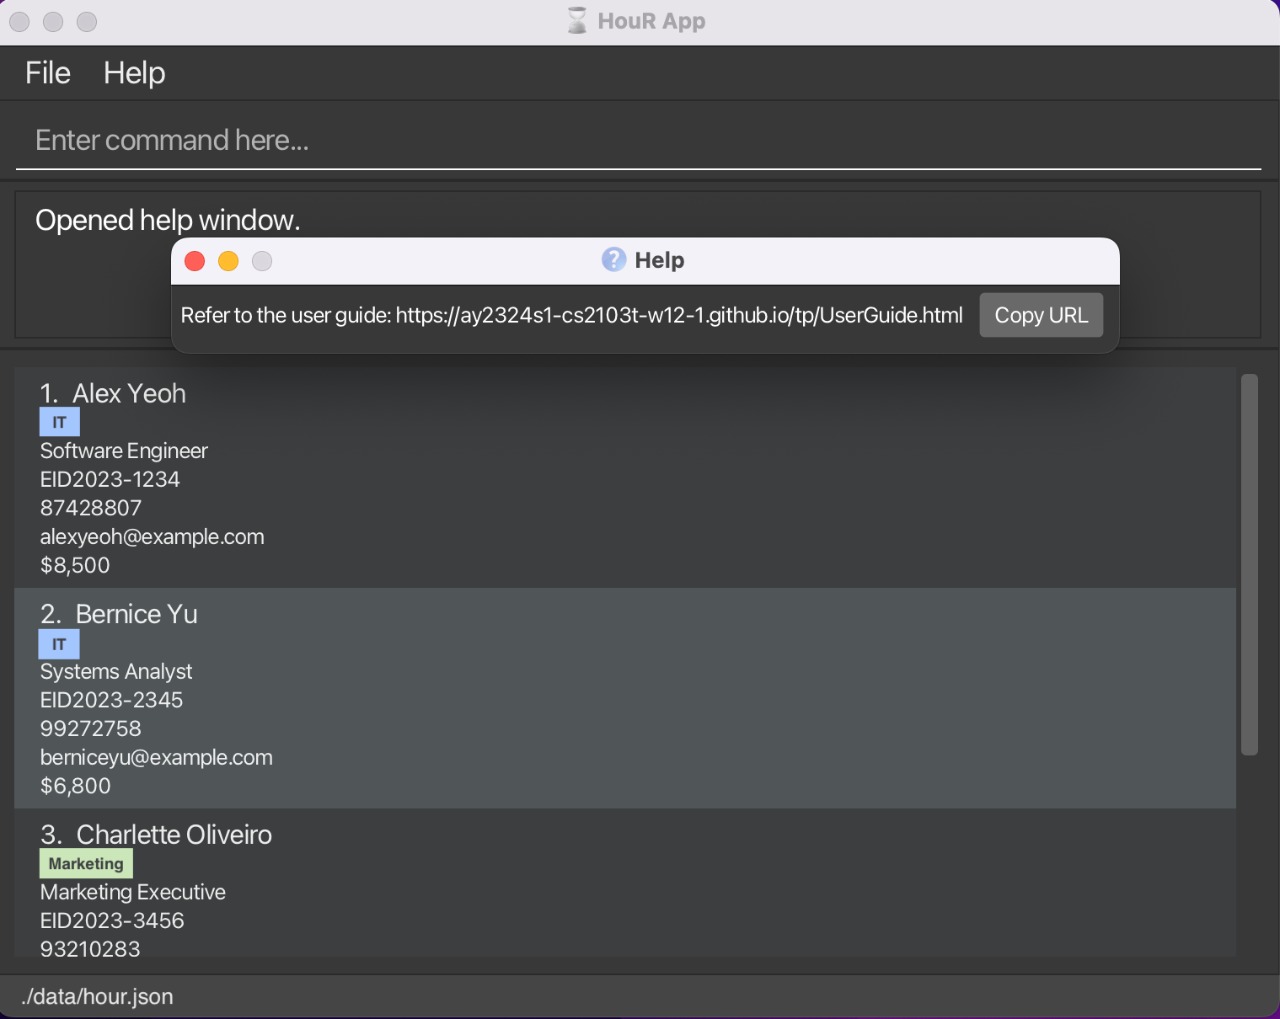 HouR App
File Help
Enter command here...
Opened help window.
? Help
Refer to the user guide: https://ay2324s1-cs2103t-w12-1.github.io/tp/UserGuide.html Copy URL
1. Alex Yeoh
IT
Software Engineer
EID2023-1234
87428807
alexyeoh@example.com
$8,500
2. Bernice Yu
IT
Systems Analyst
EID2023-2345
99272758
berniceyu@example.com
$6,800
3. Charlette Oliveiro
Marketing
Marketing Executive
EID2023-3456
93210283
./data/hour.json